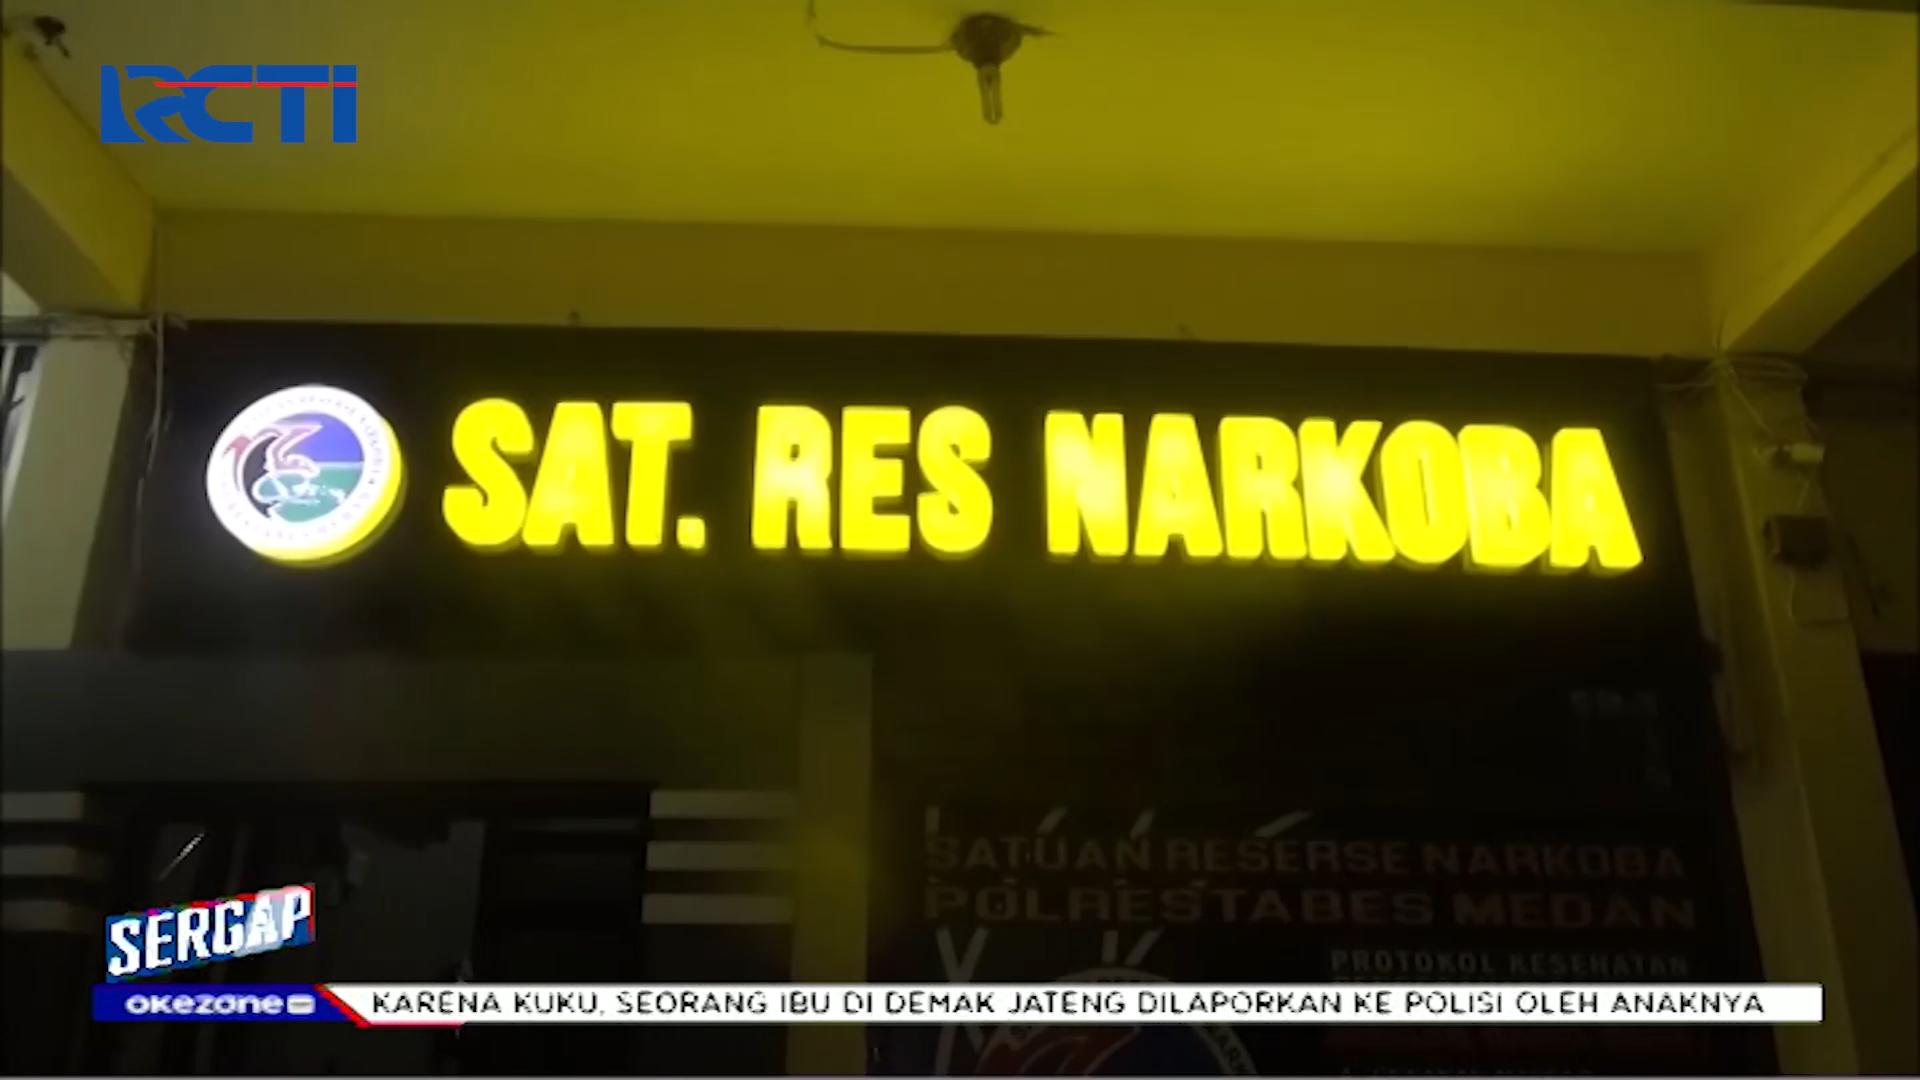 RCTI
SAT. RES NARKOBA
SATUAN RESERSE NARKOBA
POLRESTABES MEDAN
PROTOKOL KESEHATAN
SERGAP
okezone
KARENA KUKU, SEORANG IBU DI DEMAK JATENG DILAPORKAN KE POLISI OLEH ANAKNYA